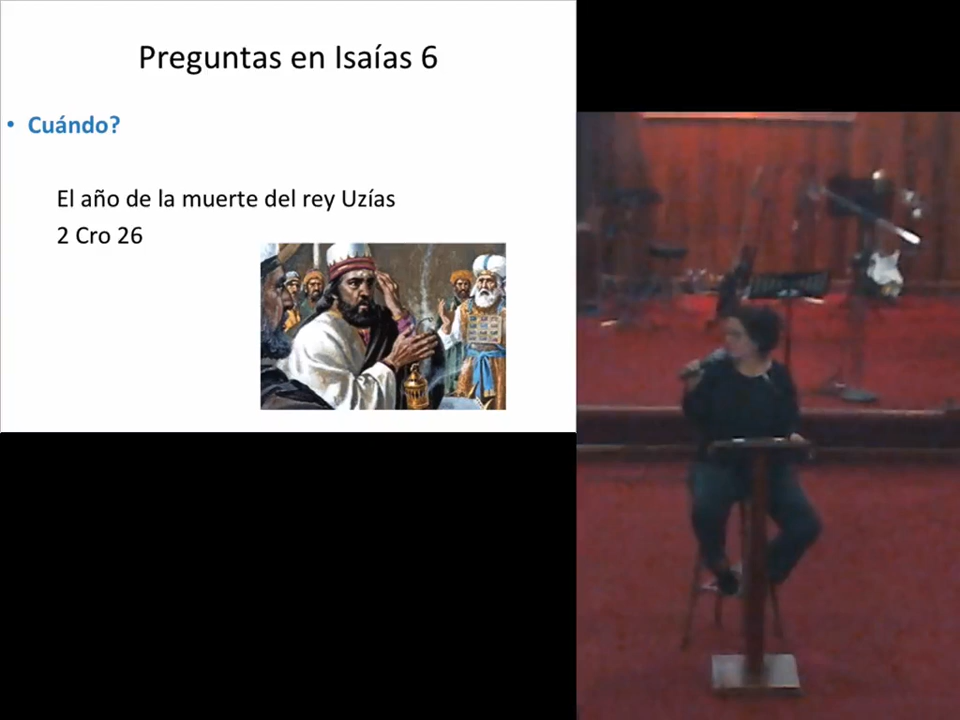 Preguntas en Isaías 6
• Cuándo?
El año de la muerte del rey Uzías
2 Cro 26